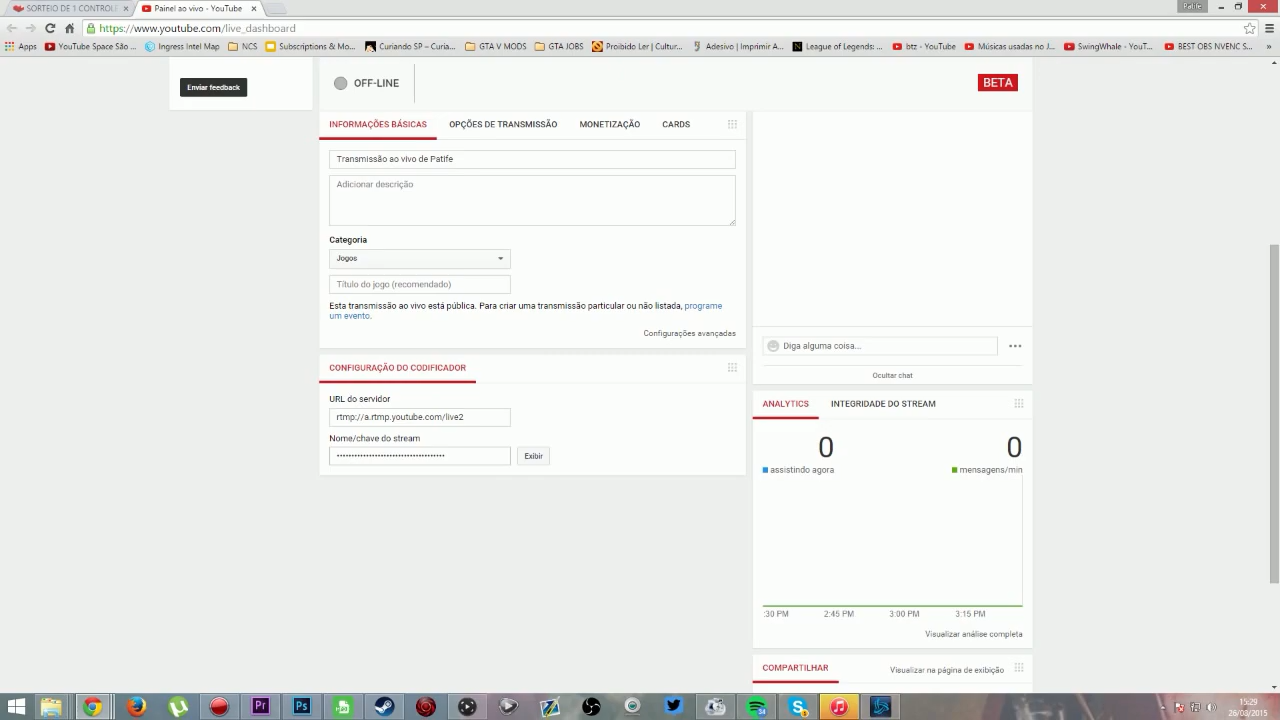 SORTEIO DE 1 CONTROLE
Painel ao vivo - YouTube
Patife
https://www.youtube.com/live_dashboard
Apps
YouTube Space São ...
Ingress Intel Map
NCS
Subscriptions & Mo...
Curiando SP – Curia...
GTA V MODS
GTA JOBS
Proibido Ler | Cultur...
Adesivo | Imprimir A...
League of Legends ...
btz - YouTube
Músicas usadas no J...
SwingWhale - YouT...
BEST OBS NVENC S...
»
Enviar feedback
OFF-LINE
BETA
INFORMAÇÕES BÁSICAS
OPÇÕES DE TRANSMISSÃO
MONETIZAÇÃO
CARDS
Transmissão ao vivo de Patife
Adicionar descrição
Categoria
Jogos
Título do jogo (recomendado)
Esta transmissão ao vivo está pública. Para criar uma transmissão particular ou não listada, programe
um evento.
Configurações avançadas
Diga alguma coisa...
Ocultar chat
CONFIGURAÇÃO DO CODIFICADOR
URL do servidor
rtmp://a.rtmp.youtube.com/live2
Nome/chave do stream
Exibir
ANALYTICS
INTEGRIDADE DO STREAM
0
0
assistindo agora
mensagens/min
:30 PM
2:45 PM
3:00 PM
3:15 PM
Visualizar análise completa
COMPARTILHAR
Visualizar na página de exibição
Pr
Ps
15:29
26/08/2015